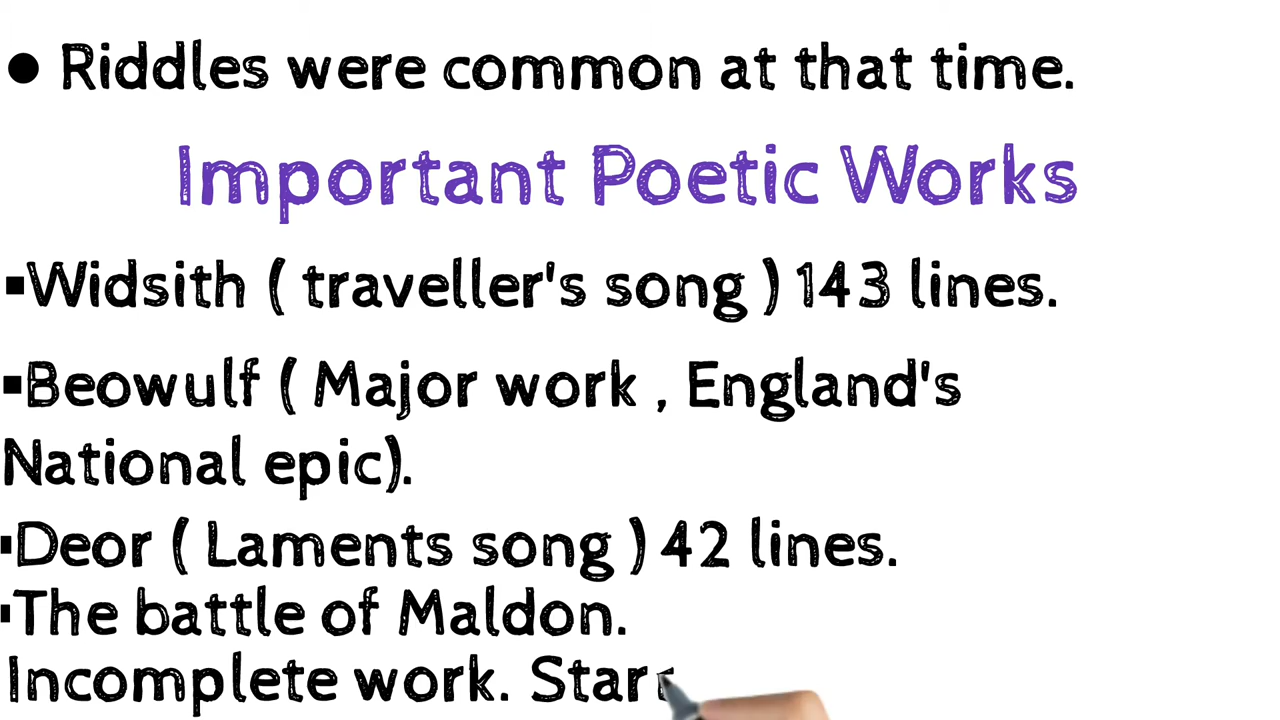 ● Riddles were common at that time.
Important Poetic Works
▪Widsith ( traveller's song ) 143 lines.
▪Beowulf ( Major work , England's
National epic).
▪Deor ( Laments song ) 42 lines.
▪The battle of Maldon.
Incomplete work.